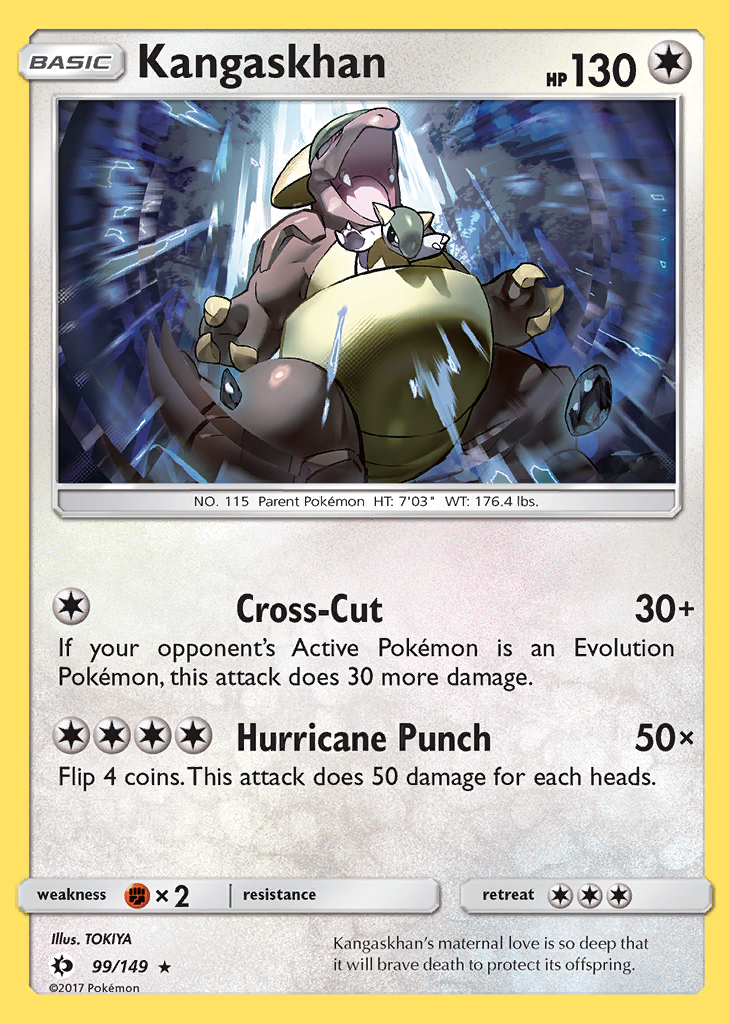 BASIC Kangaskhan HP 130
NO. 115 Parent Pokémon HT: 7'03" WT: 176.4 lbs.
Cross-Cut 30+
If your opponent's Active Pokémon is an Evolution
Pokémon, this attack does 30 more damage.
Hurricane Punch 50×
Flip 4 coins. This attack does 50 damage for each heads.
weakness × 2 resistance retreat
Illus. TOKIYA
99/149 ★
©2017 Pokémon
Kangaskhan's maternal love is so deep that
it will brave death to protect its offspring.